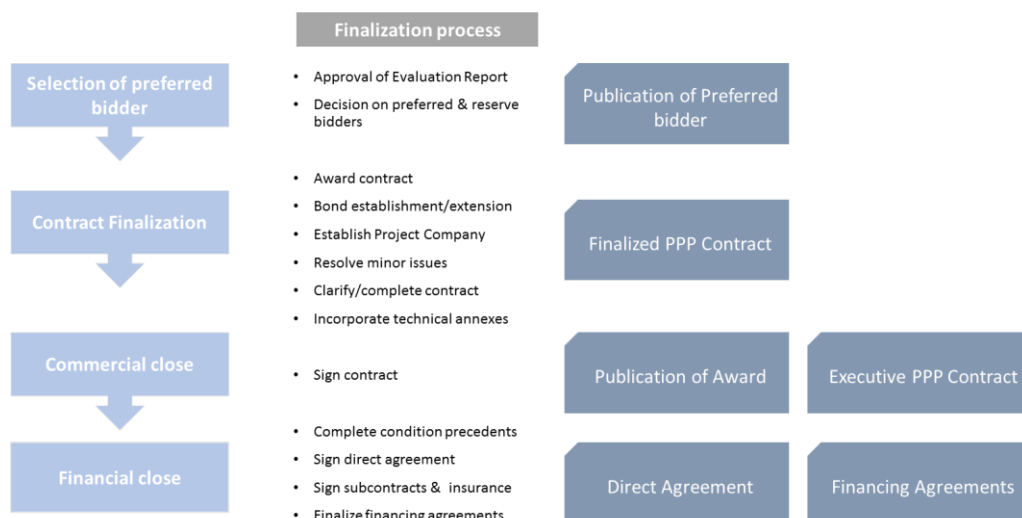 Finalization process
Selection of preferred
bidder
• Approval of Evaluation Report
• Decision on preferred & reserve
bidders
Publication of Preferred
bidder
Contract Finalization
• Award contract
• Bond establishment/extension
• Establish Project Company
• Resolve minor issues
• Clarify/complete contract
• Incorporate technical annexes
Finalized PPP Contract
Commercial close
• Sign contract
Publication of Award
Executive PPP Contract
Financial close
• Complete condition precedents
• Sign direct agreement
• Sign subcontracts & insurance
• Finalize financing agreements
Direct Agreement
Financing Agreements